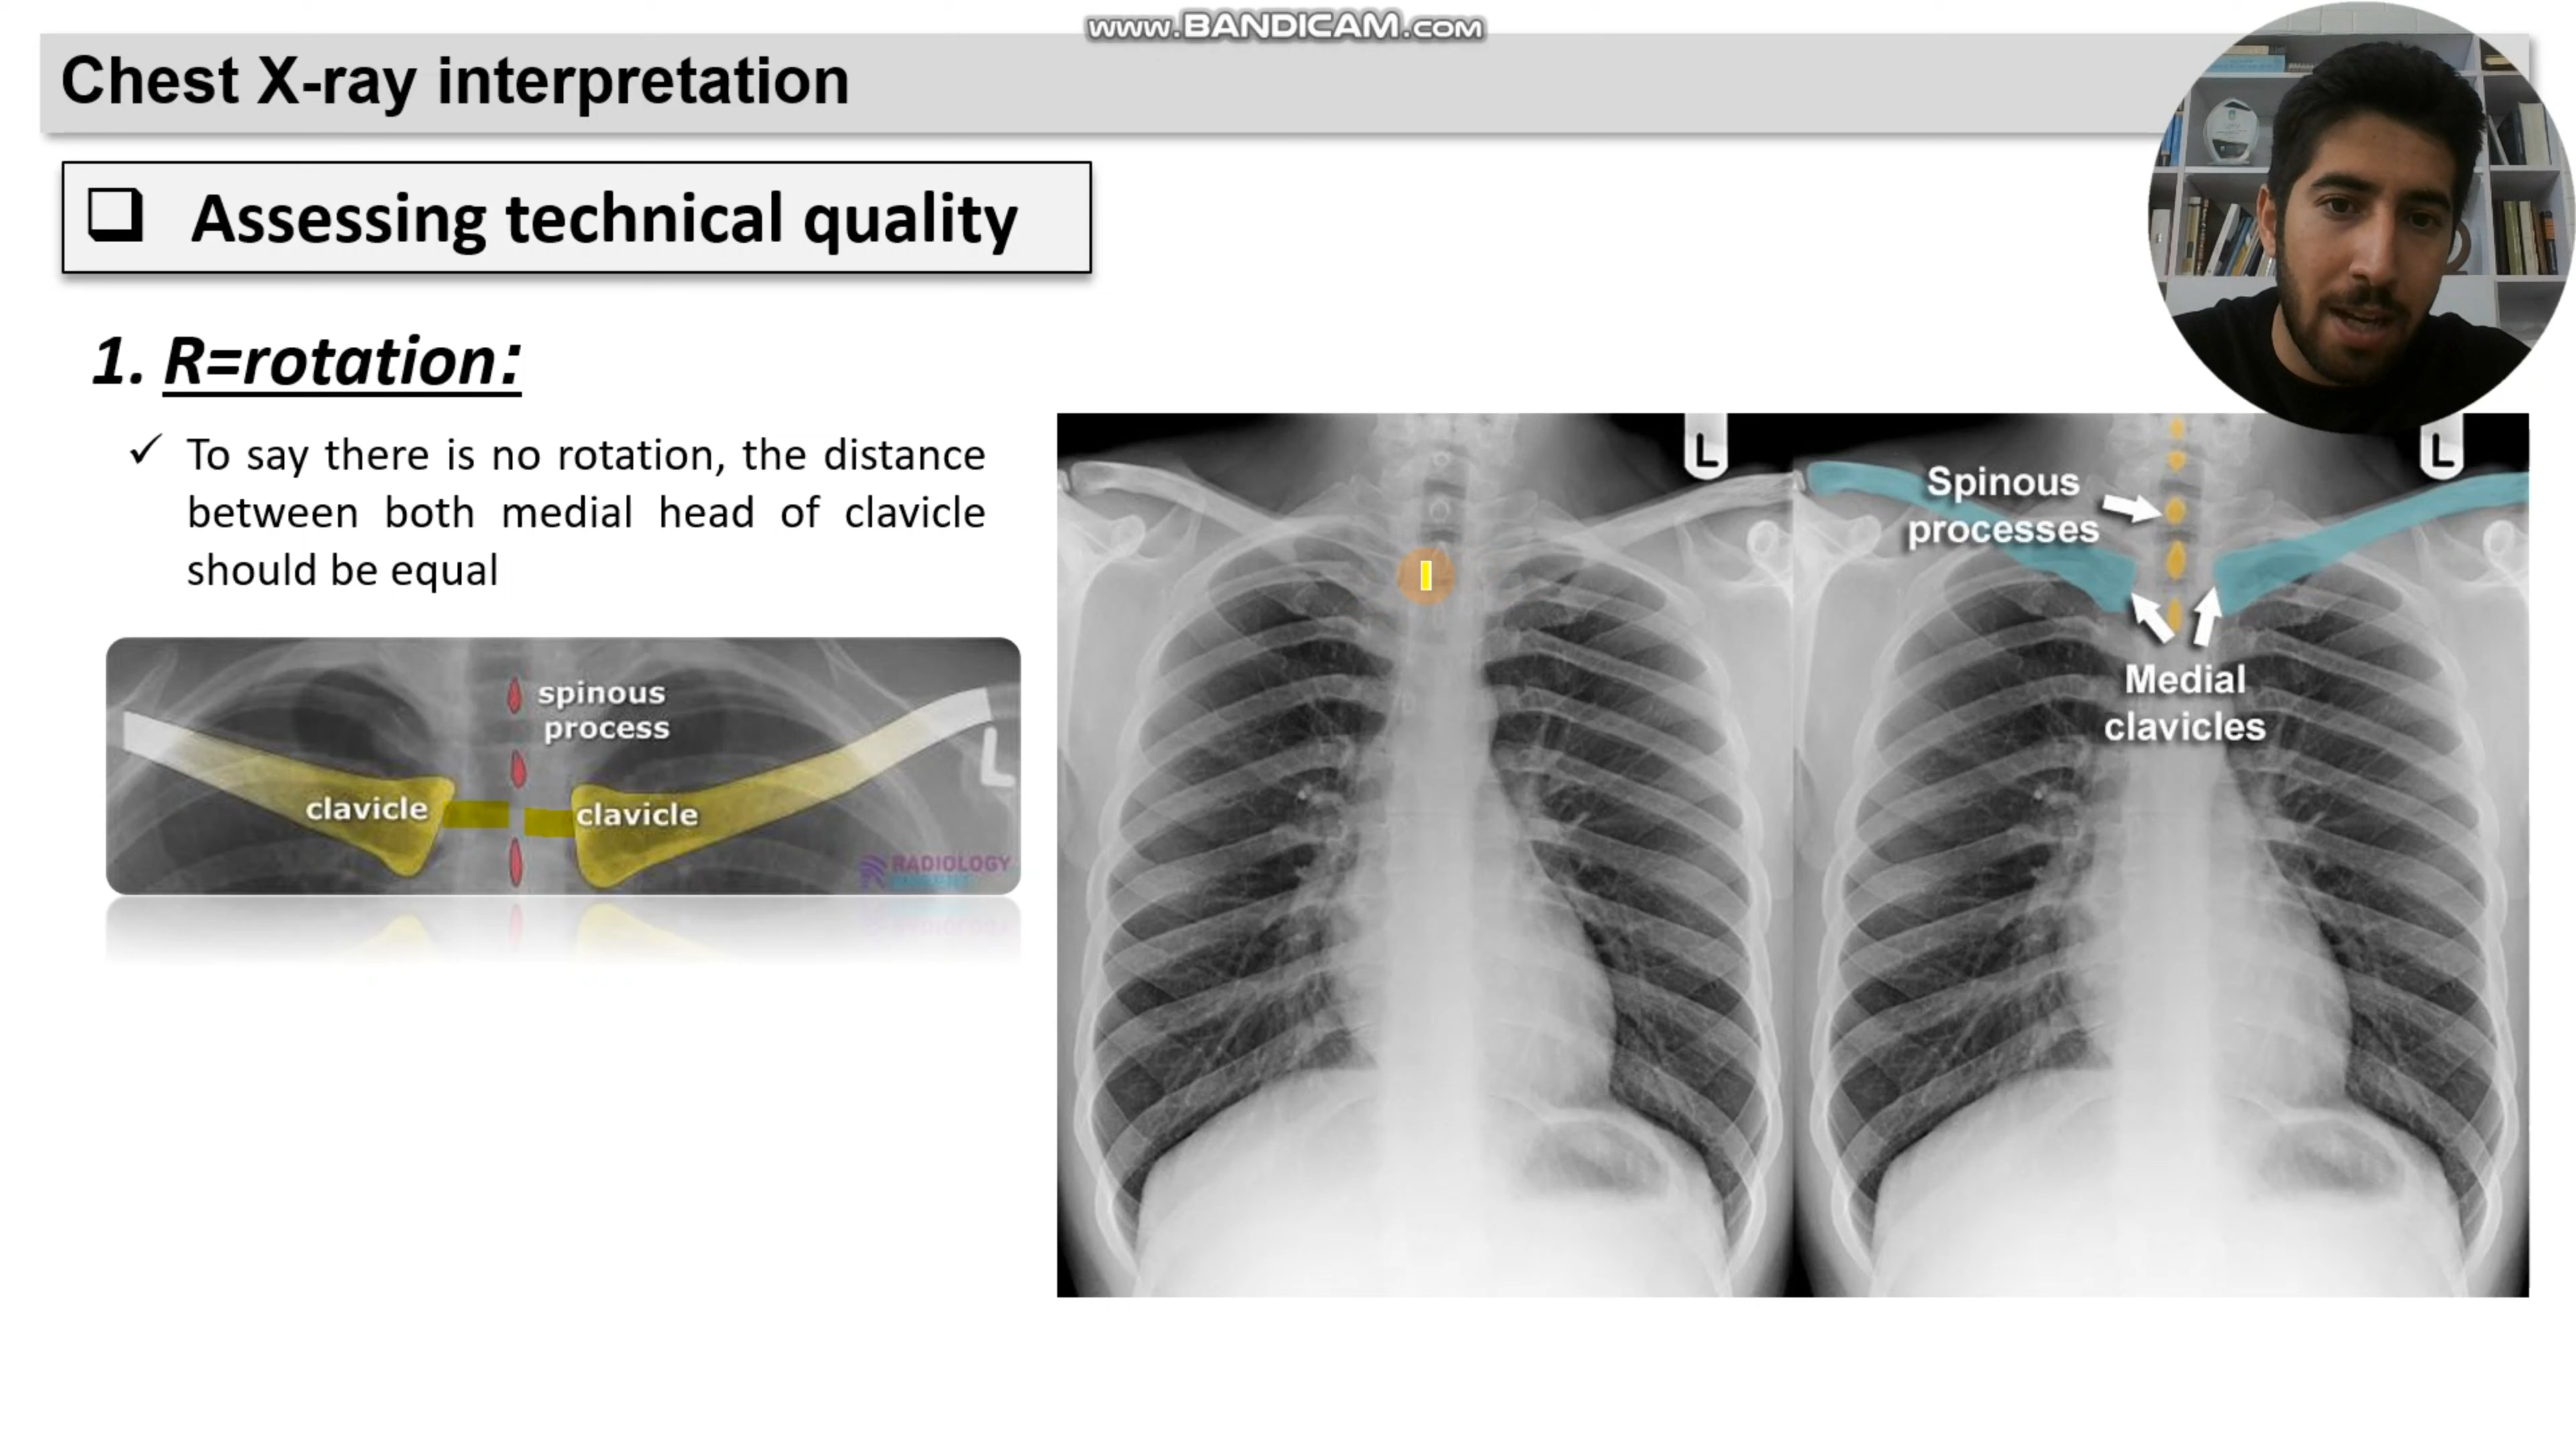 www.BANDICAM.com
Chest X-ray interpretation
❑ Assessing technical quality
1. R=rotation:
✓ To say there is no rotation, the distance
between both medial head of clavicle
should be equal
spinous
process
clavicle
clavicle
L
RADIOLOGY
L
L
Spinous
processes
Medial
clavicles